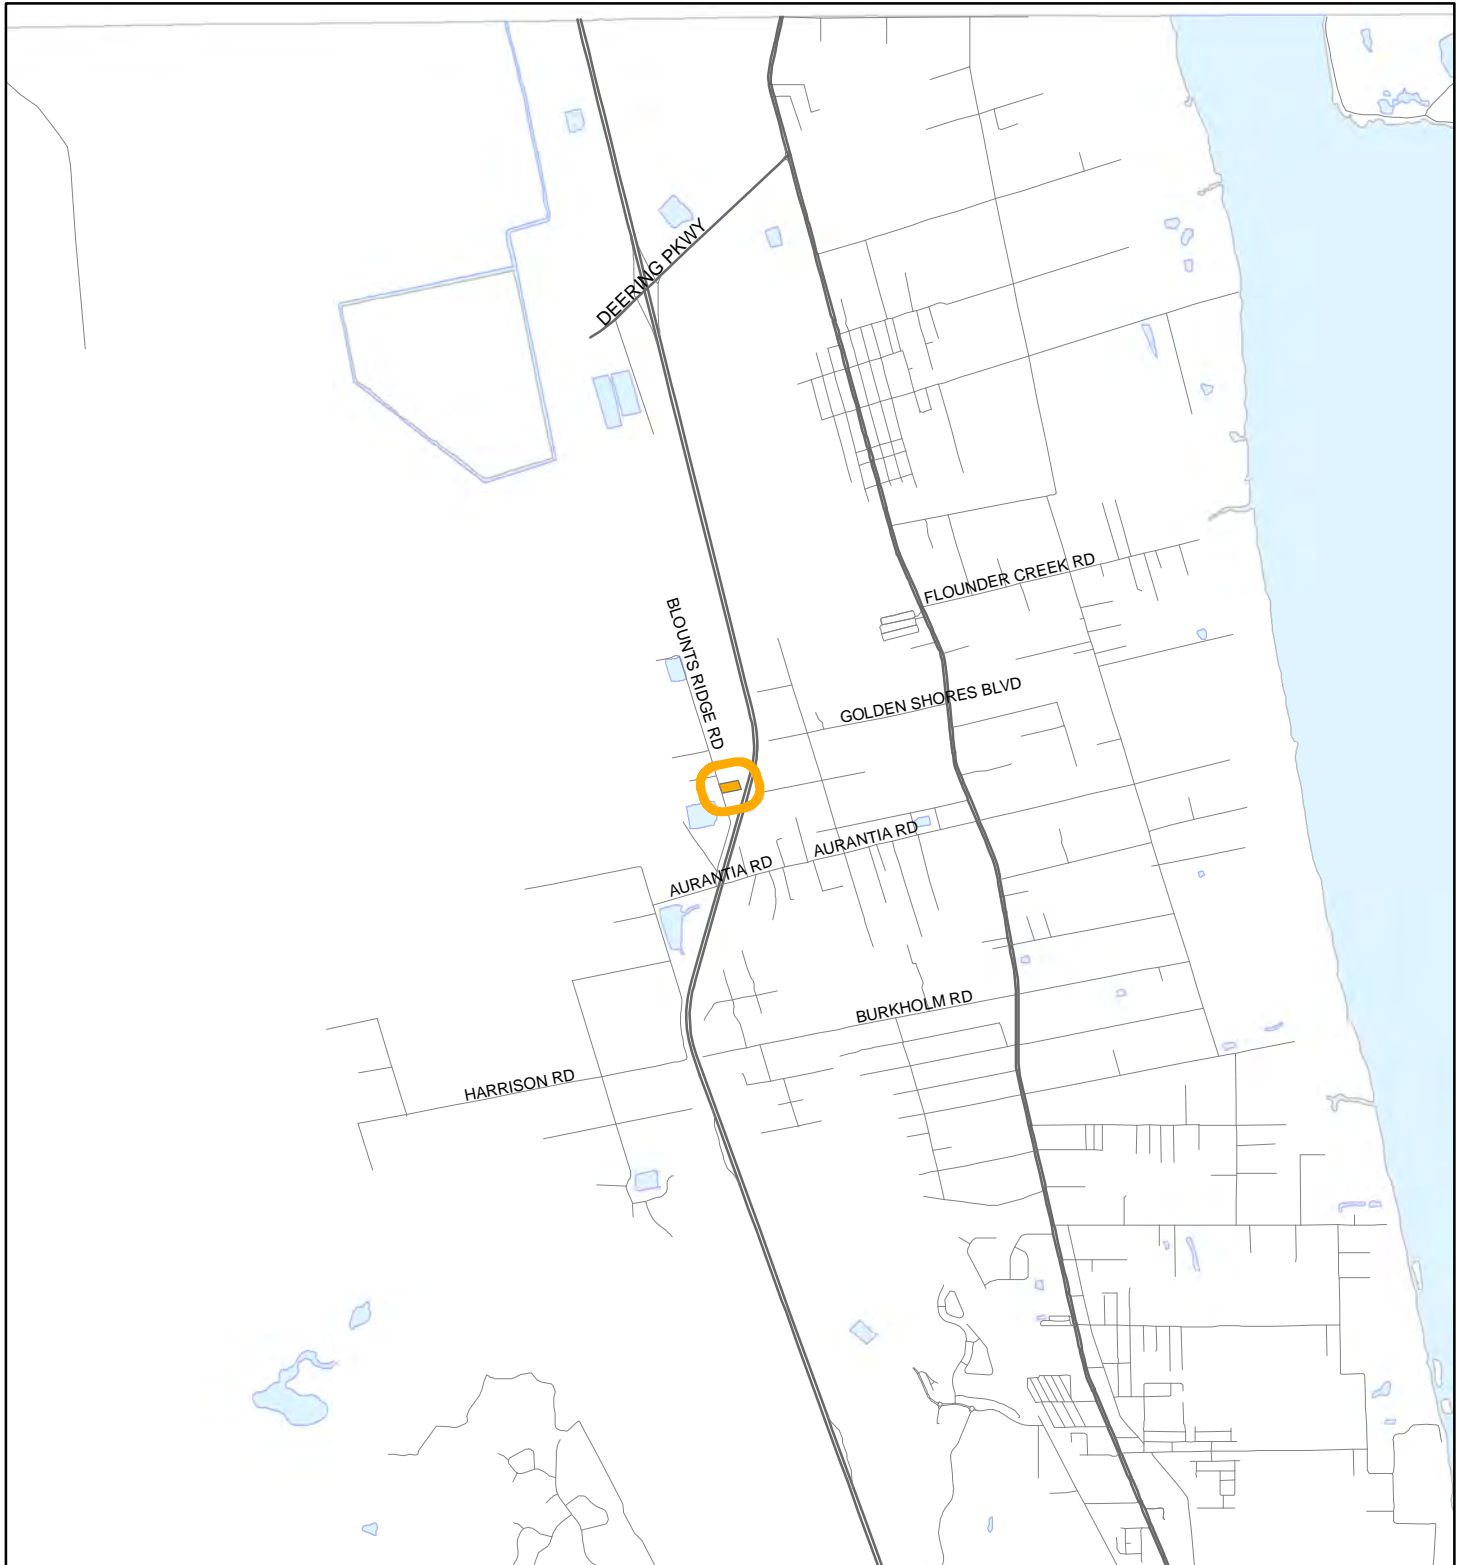 DEERING PKWY
FLOUNDER CREEK RD
BLOUNTS RIDGE RD
GOLDEN SHORES BLVD
AURANTIA RD
AURANTIA RD
BURKHOLM RD
HARRISON RD